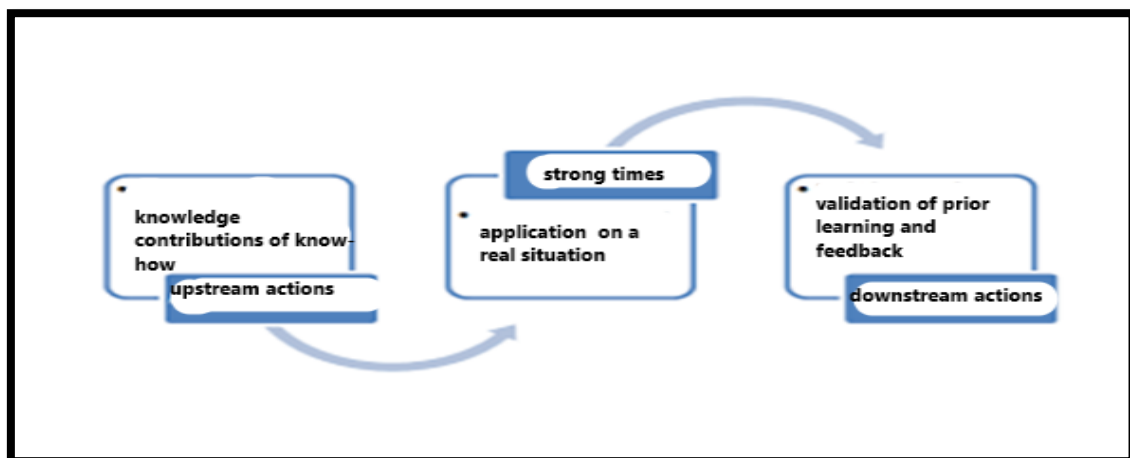 knowledge
contributions of know-
how
upstream actions
strong times
application on a
real situation
validation of prior
learning and
feedback
downstream actions